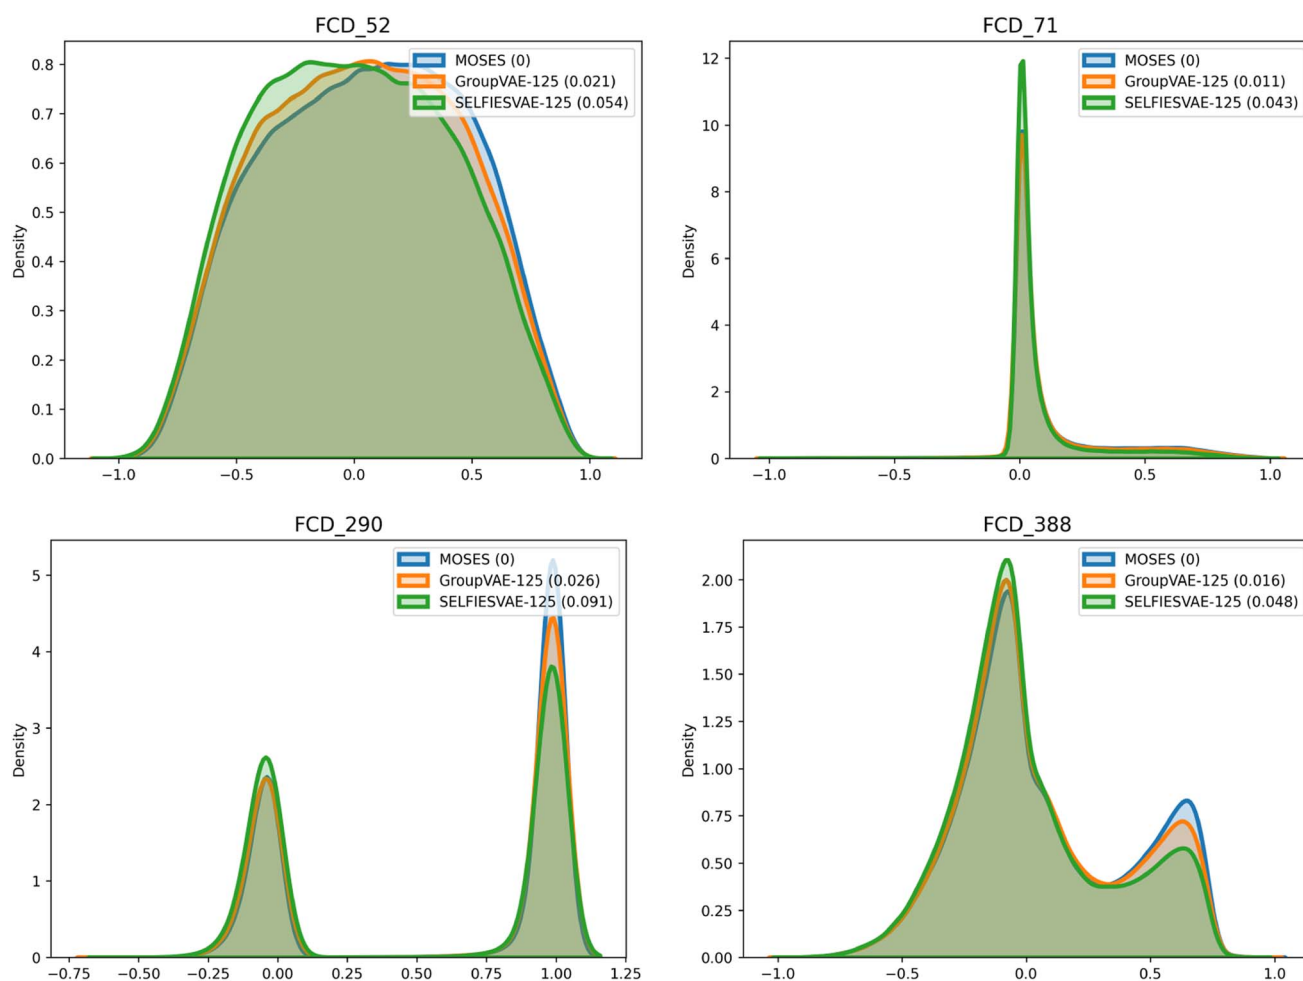 FCD_52
MOSES (0)
GroupVAE-125 (0.021)
SELFIESVAE-125 (0.054)
Density
0.8
0.7
0.6
0.5
0.4
0.3
0.2
0.1
0.0
−1.0 −0.5 0.0 0.5 1.0
FCD_71
MOSES (0)
GroupVAE-125 (0.011)
SELFIESVAE-125 (0.043)
Density
12
10
8
6
4
2
0
−1.0 −0.5 0.0 0.5 1.0
FCD_290
MOSES (0)
GroupVAE-125 (0.026)
SELFIESVAE-125 (0.091)
Density
5
4
3
2
1
0
−0.75 −0.50 −0.25 0.00 0.25 0.50 0.75 1.00 1.25
FCD_388
MOSES (0)
GroupVAE-125 (0.016)
SELFIESVAE-125 (0.048)
Density
2.00
1.75
1.50
1.25
1.00
0.75
0.50
0.25
0.00
−1.0 −0.5 0.0 0.5 1.0